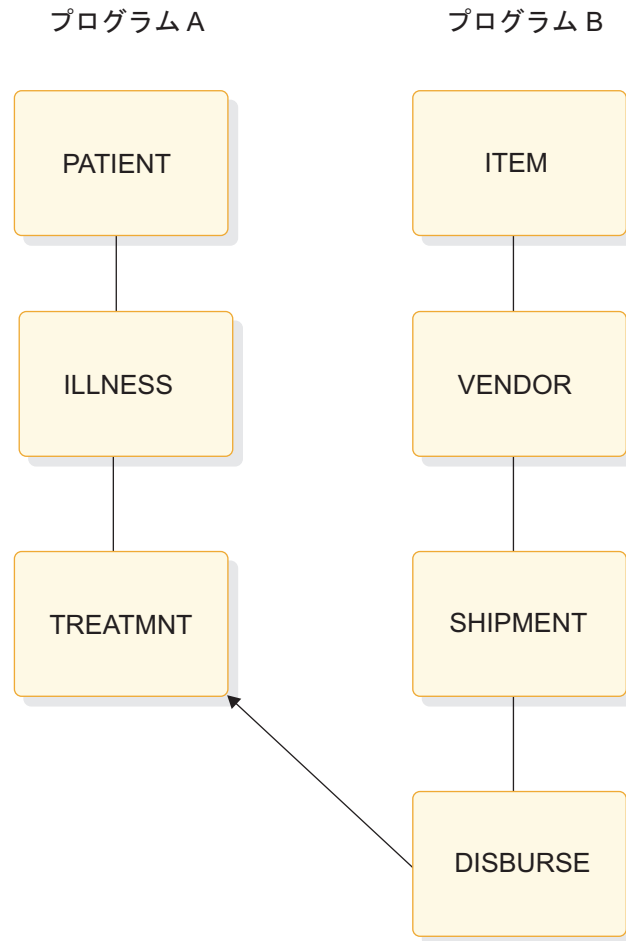 プログラム A
プログラム B
PATIENT
ITEM
ILLNESS
VENDOR
TREATMNT
SHIPMENT
DISBURSE